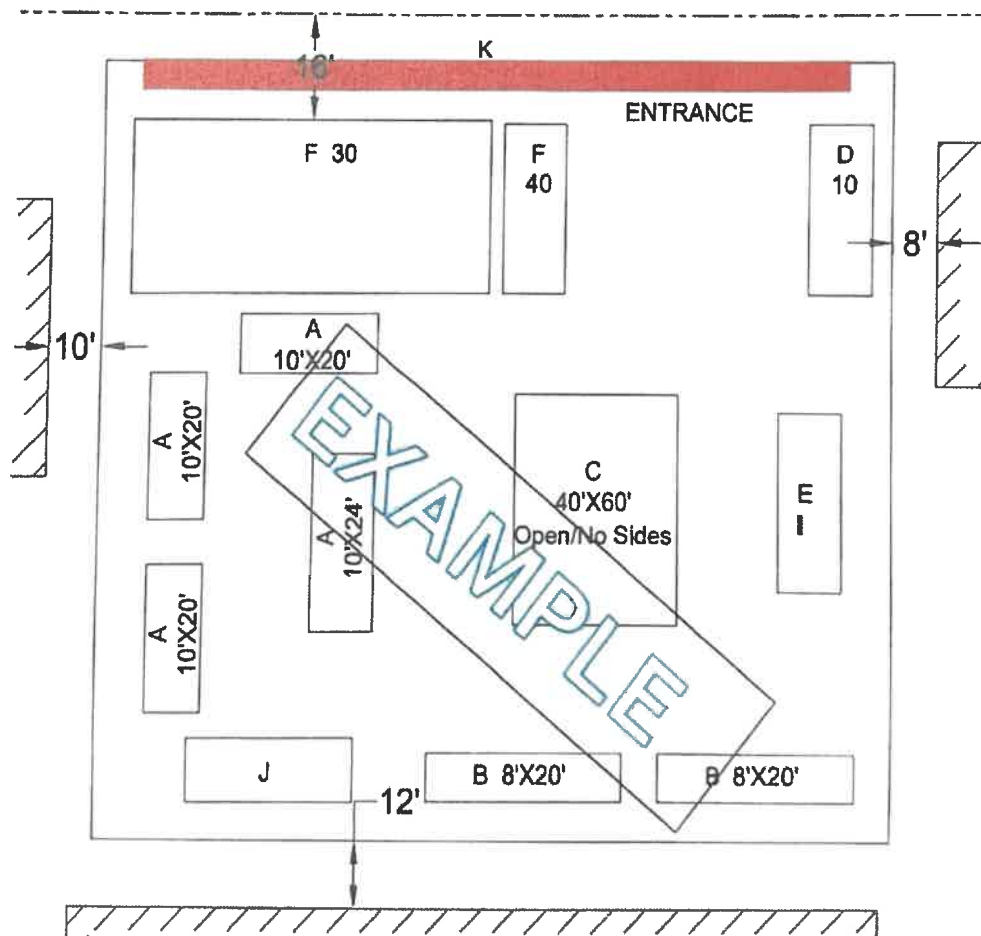 K
16'
ENTRANCE
F 30
F
40
D
10
8'
10'
A
10'X20'
A
10'X20'
A
10'X24'
C
40'X60'
Open/No Sides
E
A
10'X20'
EXAMPLE
J
B 8'X20'
B 8'X20'
12'